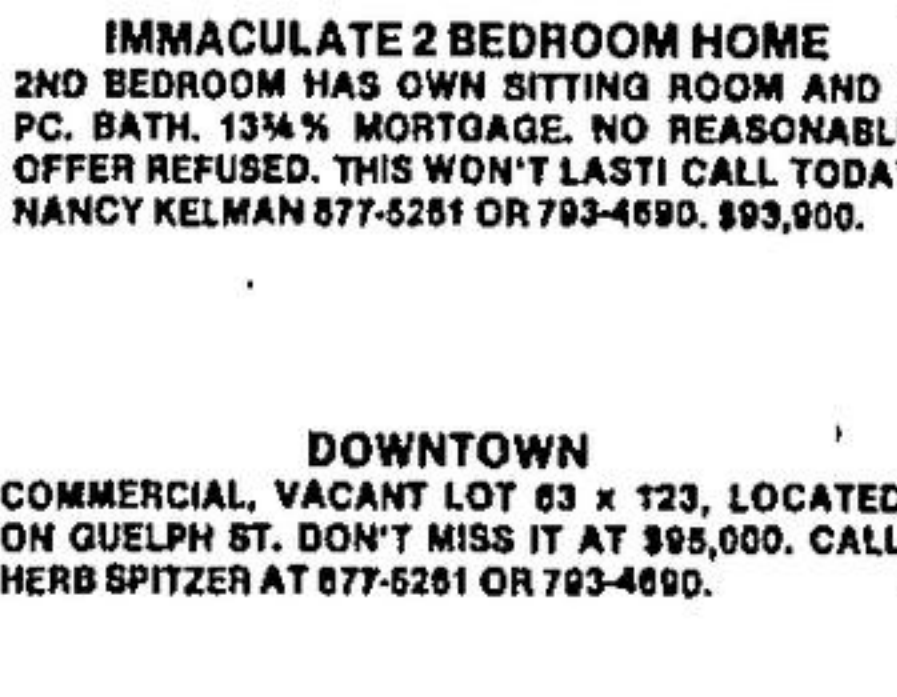 IMMACULATE 2 BEDROOM HOME
2ND BEDROOM HAS OWN SITTING ROOM AND
PC. BATH. 13¾% MORTGAGE. NO REASONABL
OFFER REFUSED. THIS WON'T LAST! CALL TODA
NANCY KELMAN 877-5261 OR 793-4690. $93,900.
DOWNTOWN
COMMERCIAL, VACANT LOT 63 x 123, LOCATED
ON GUELPH ST. DON'T MISS IT AT $95,000. CALL
HERB SPITZER AT 877-5261 OR 793-4690.